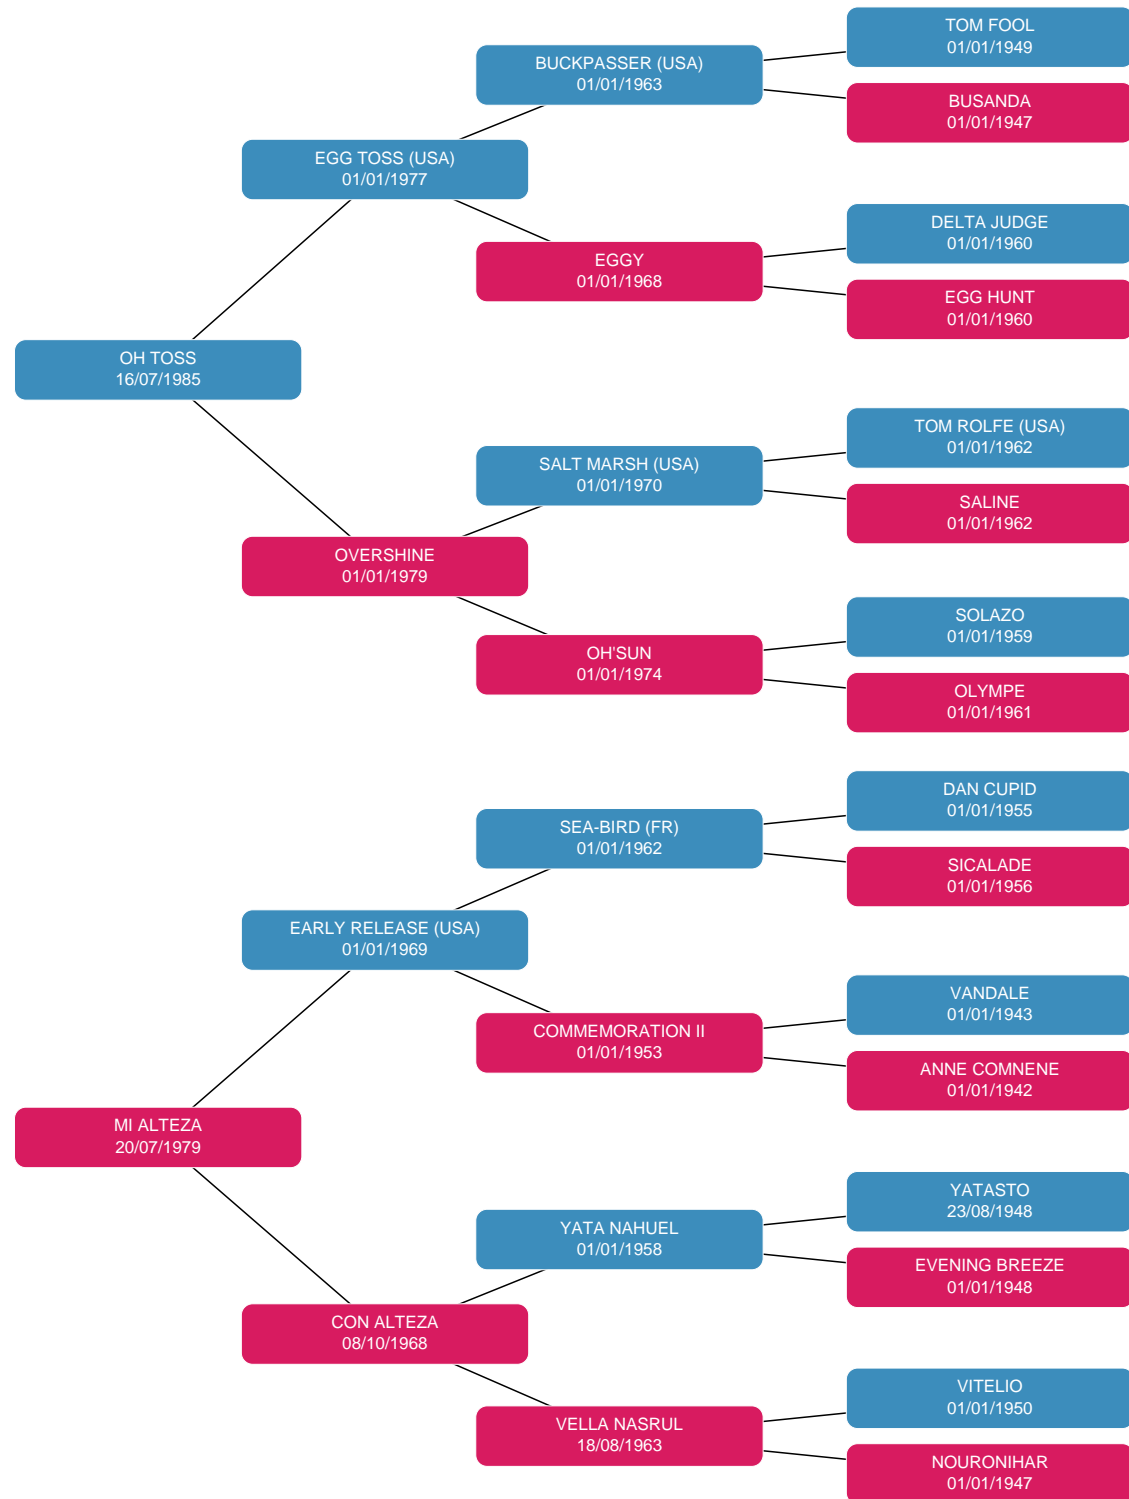 TOM FOOL
01/01/1949
BUCKPASSER (USA)
01/01/1963
BUSANDA
01/01/1947
EGG TOSS (USA)
01/01/1977
DELTA JUDGE
01/01/1960
EGGY
01/01/1968
EGG HUNT
01/01/1960
OH TOSS
16/07/1985
TOM ROLFE (USA)
01/01/1962
SALT MARSH (USA)
01/01/1970
SALINE
01/01/1962
OVERSHINE
01/01/1979
SOLAZO
01/01/1959
OH'SUN
01/01/1974
OLYMPE
01/01/1961
DAN CUPID
01/01/1955
SEA-BIRD (FR)
01/01/1962
SICALADE
01/01/1956
EARLY RELEASE (USA)
01/01/1969
VANDALE
01/01/1943
COMMEMORATION II
01/01/1953
ANNE COMNENE
01/01/1942
MI ALTEZA
20/07/1979
YATASTO
23/08/1948
YATA NAHUEL
01/01/1958
EVENING BREEZE
01/01/1948
CON ALTEZA
08/10/1968
VITELIO
01/01/1950
VELLA NASRUL
18/08/1963
NOURONIHAR
01/01/1947